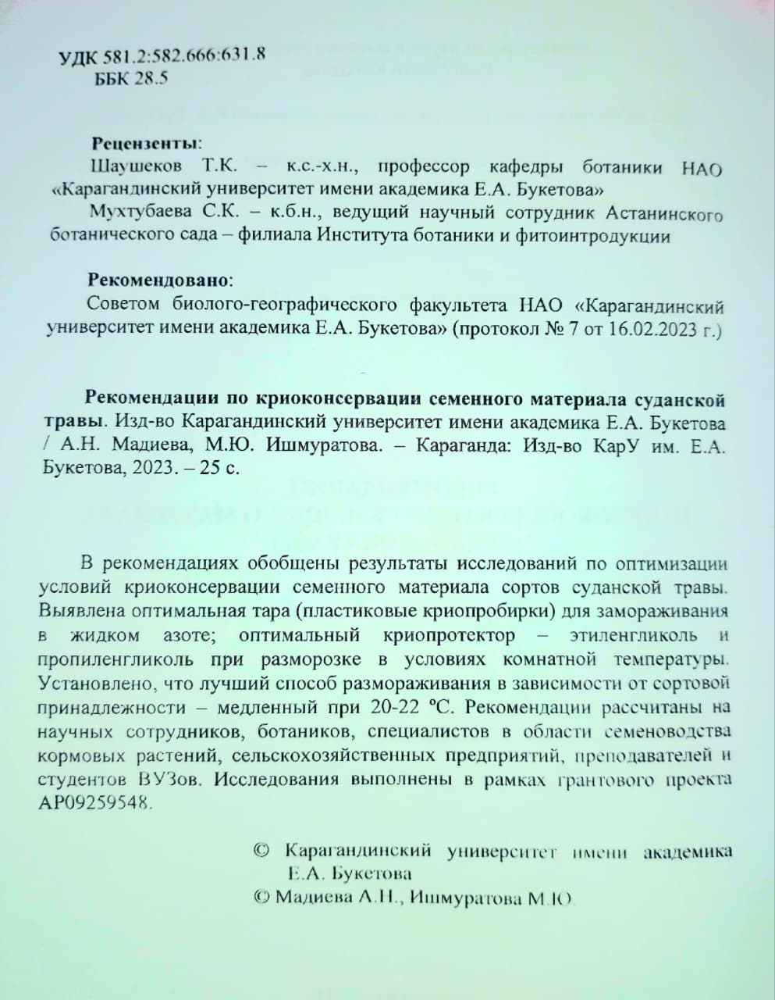 УДК 581.2:582.666:631.8
ББК 28.5
Рецензенты:
Шаушеков Т.К. – к.с.-х.н., профессор кафедры ботаники НАО
«Карагандинский университет имени академика Е.А. Букетова»
Мухтубаева С.К. – к.б.н., ведущий научный сотрудник Астанинского
ботанического сада – филиала Института ботаники и фитоинтродукции
Рекомендовано:
Советом биолого-географического факультета НАО «Карагандинский
университет имени академика Е.А. Букетова» (протокол № 7 от 16.02.2023 г.)
Рекомендации по криоконсервации семенного материала суданской
травы. Изд-во Карагандинский университет имени академика Е.А. Букетова
/ А.Н. Мадиева, М.Ю. Ишмуратова. – Караганда: Изд-во КарУ им. Е.А.
Букетова, 2023. – 25 с.
В рекомендациях обобщены результаты исследований по оптимизации
условий криоконсервации семенного материала сортов суданской травы.
Выявлена оптимальная тара (пластиковые криопробирки) для замораживания
в жидком азоте; оптимальный криопротектор – этиленгликоль и
пропиленгликоль при разморозке в условиях комнатной температуры.
Установлено, что лучший способ размораживания в зависимости от сортовой
принадлежности – медленный при 20-22 ºС. Рекомендации рассчитаны на
научных сотрудников, ботаников, специалистов в области семеноводства
кормовых растений, сельскохозяйственных предприятий, преподавателей и
студентов ВУЗов. Исследования выполнены в рамках грантового проекта
АР09259548.
© Карагандинский университет имени академика
Е.А. Букетова
© Мадиева А.Н., Ишмуратова М.Ю.